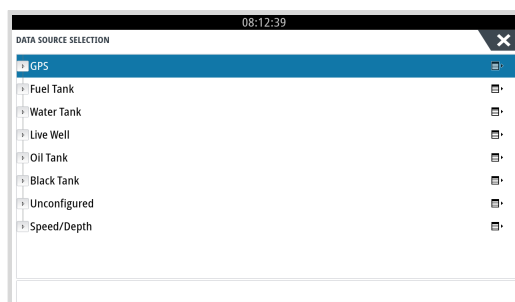 08:12:39
DATA SOURCE SELECTION
GPS
Fuel Tank
Water Tank
Live Well
Oil Tank
Black Tank
Unconfigured
Speed/Depth